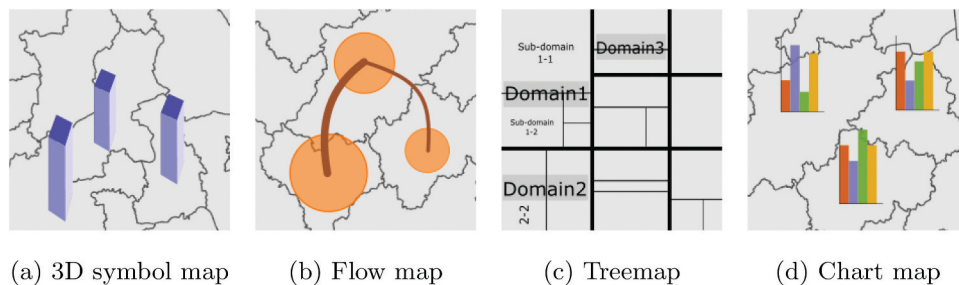 Sub-domain
1-1
Domain3
Domain1
Sub-domain
1-2
Domain2
2-2
(a) 3D symbol map
(b) Flow map
(c) Treemap
(d) Chart map